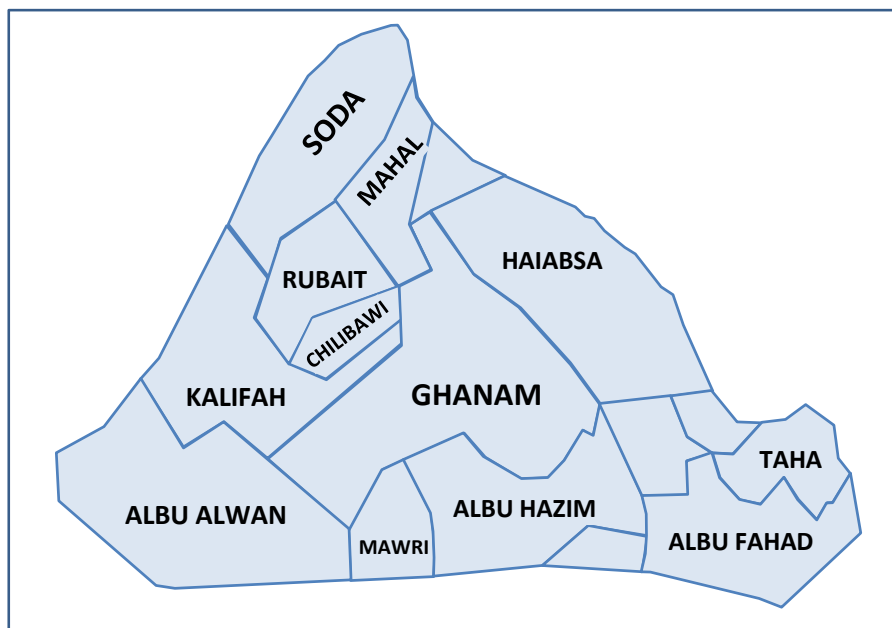 SODA
MAHAL
HAIABSA
RUBAIT
CHILIBAWI
KALIFAH
GHANAM
TAHA
ALBU ALWAN
ALBU HAZIM
MAWRI
ALBU FAHAD